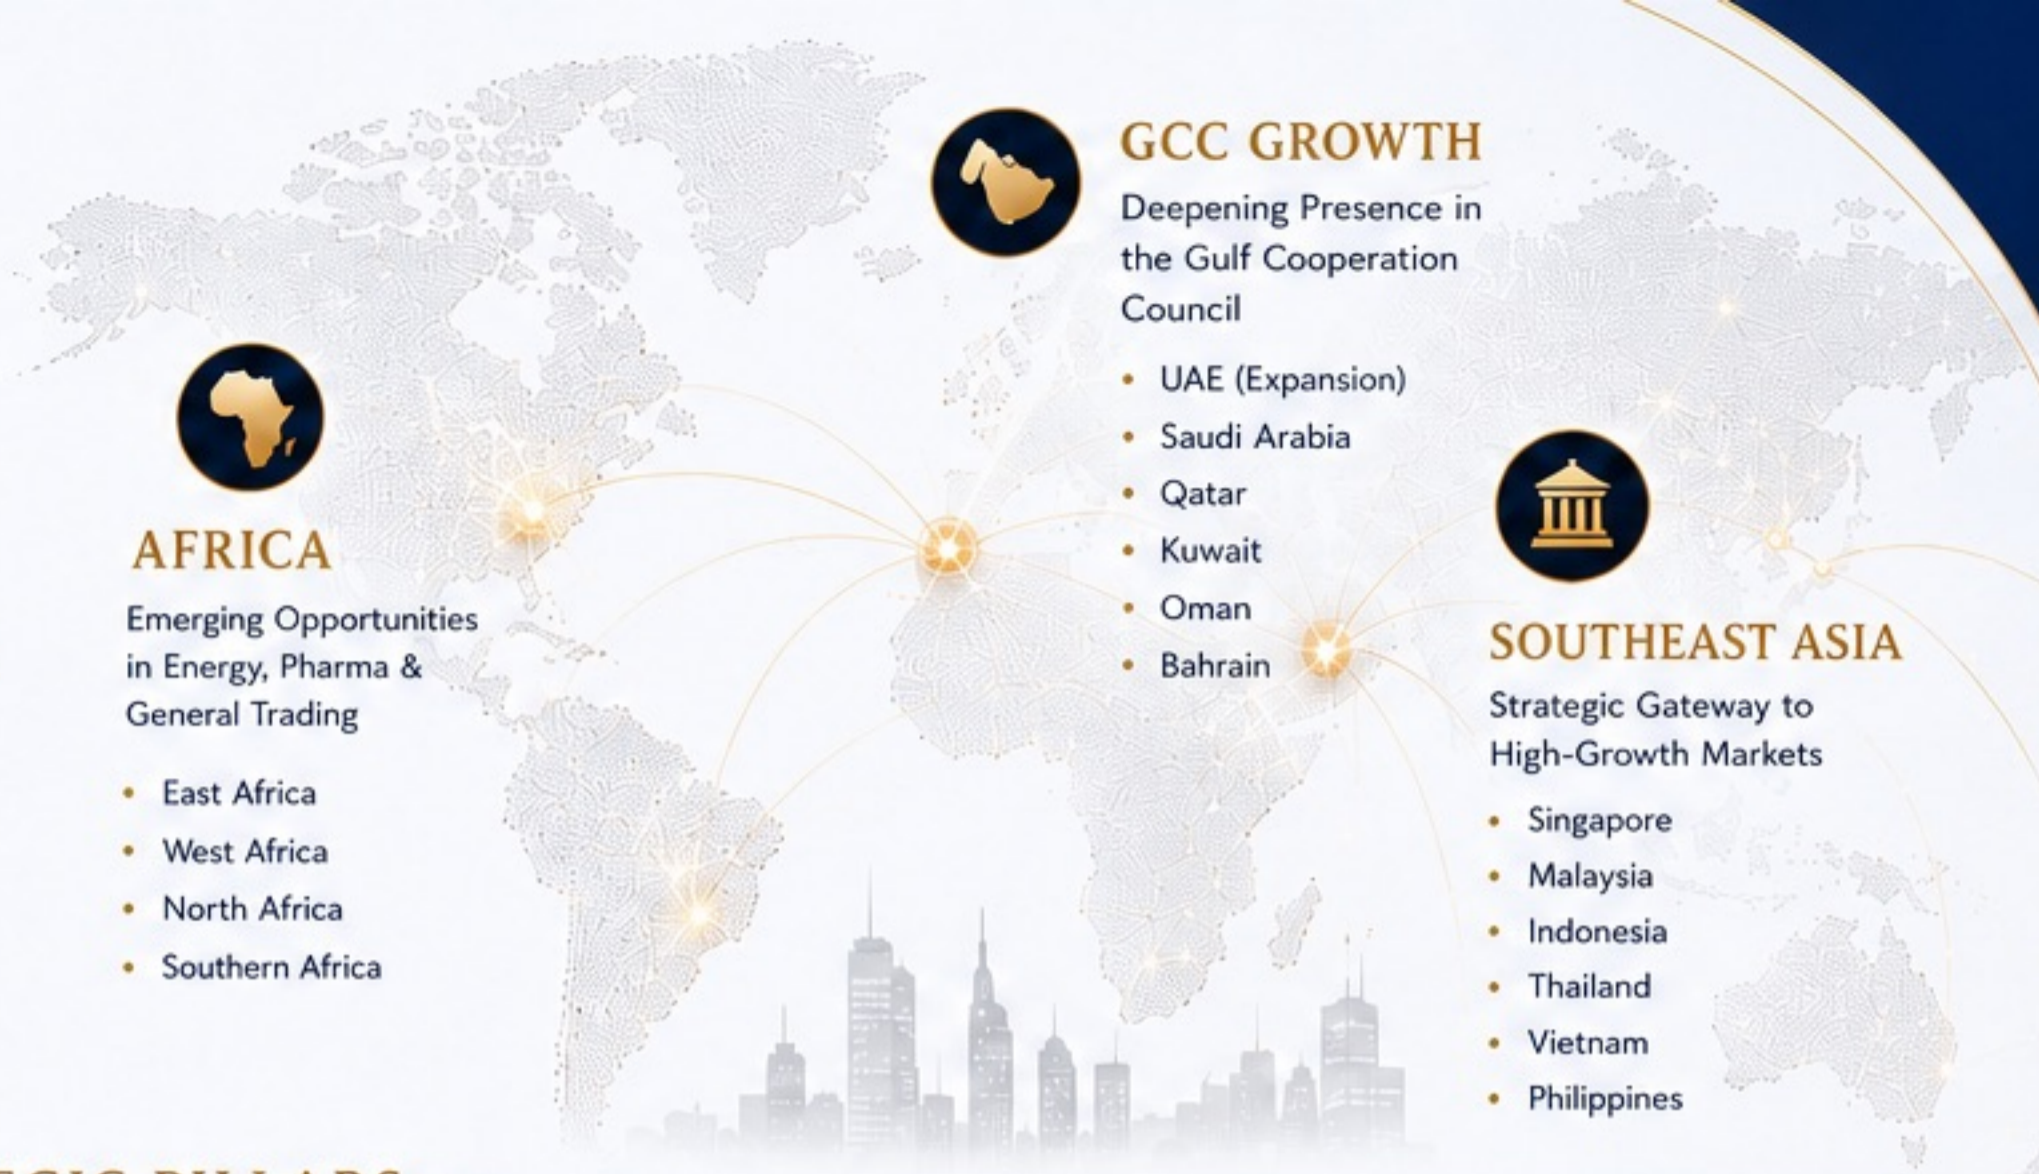 GCC GROWTH
Deepening Presence in
the Gulf Cooperation
Council
• UAE (Expansion)
• Saudi Arabia
• Qatar
• Kuwait
• Oman
• Bahrain
AFRICA
Emerging Opportunities
in Energy, Pharma &
General Trading
• East Africa
• West Africa
• North Africa
• Southern Africa
SOUTHEAST ASIA
Strategic Gateway to
High-Growth Markets
• Singapore
• Malaysia
• Indonesia
• Thailand
• Vietnam
• Philippines